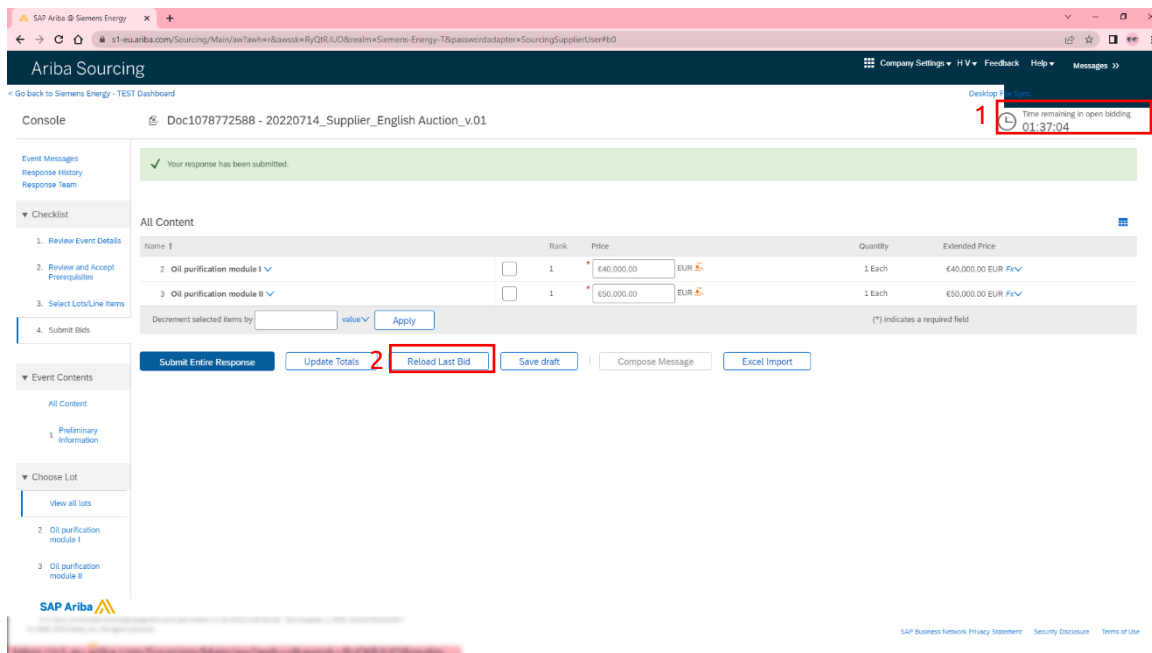 SAP Ariba @ Siemens Energy
s1-eu.ariba.com/Sourcing/Main/aw?awh=r&awssk=RyQtRJUO&realm=Siemens-Energy-T&passwordadapter=SourcingSupplierUser#b0
Ariba Sourcing
Company Settings H V Feedback Help Messages >>
< Go back to Siemens Energy - TEST Dashboard
Desktop File Sync
Console
Doc1078772588 - 20220714_Supplier_English Auction_v.01
1
Time remaining in open bidding
01:37:04
Event Messages
Response History
Response Team
Your response has been submitted.
Checklist
1. Review Event Details
2. Review and Accept
Prerequisites
3. Select Lots/Line Items
4. Submit Bids
All Content
Name ↑ Rank Price Quantity Extended Price
2 Oil purification module I 1 * €40,000.00 EUR 1 Each €40,000.00 EUR Fx
3 Oil purification module II 1 * €50,000.00 EUR 1 Each €50,000.00 EUR Fx
Decrement selected items by value Apply (*) indicates a required field
Submit Entire Response Update Totals 2 Reload Last Bid Save draft | Compose Message Excel Import
Event Contents
All Content
1 Preliminary
Information
Choose Lot
View all lots
2 Oil purification
module I
3 Oil purification
module II
SAP Ariba
SAP Business Network Privacy Statement Security Disclosure Terms of Use